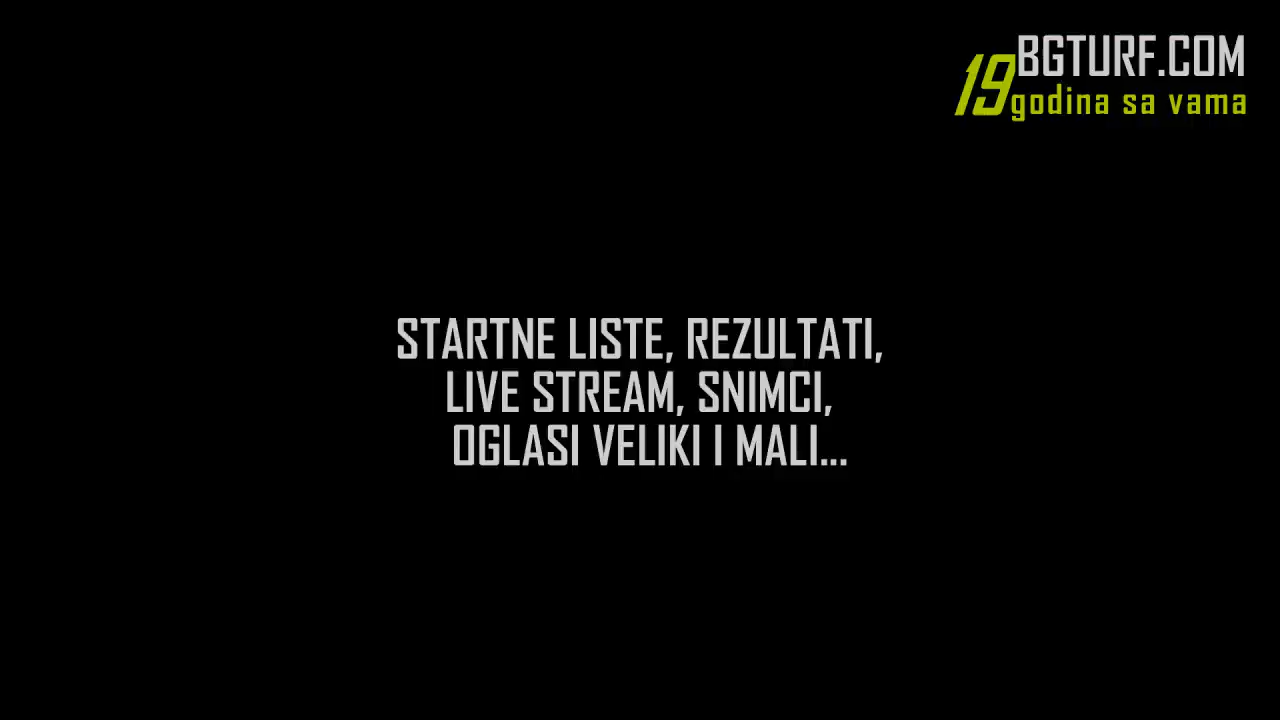 BGTURF.COM
19 godina sa vama
STARTNE LISTE, REZULTATI,
LIVE STREAM, SNIMCI,
OGLASI VELIKI I MALI...